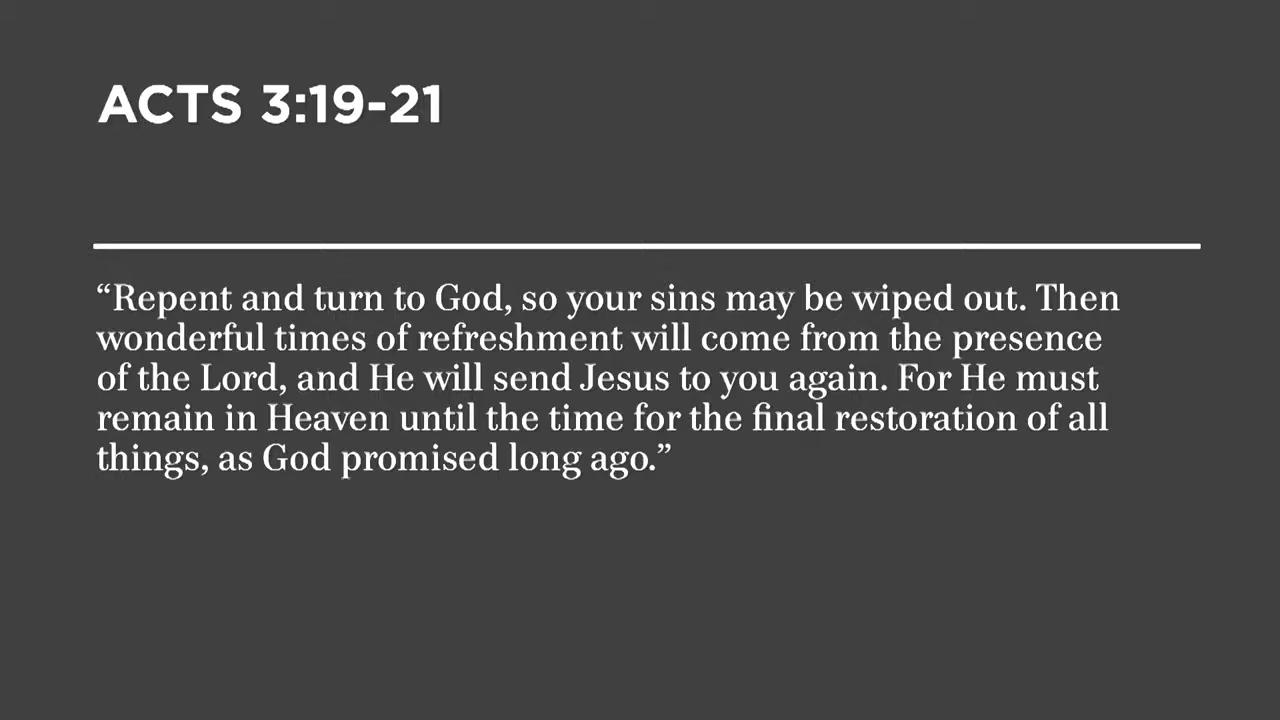 ACTS 3:19-21
“Repent and turn to God, so your sins may be wiped out. Then
wonderful times of refreshment will come from the presence
of the Lord, and He will send Jesus to you again. For He must
remain in Heaven until the time for the final restoration of all
things, as God promised long ago.”